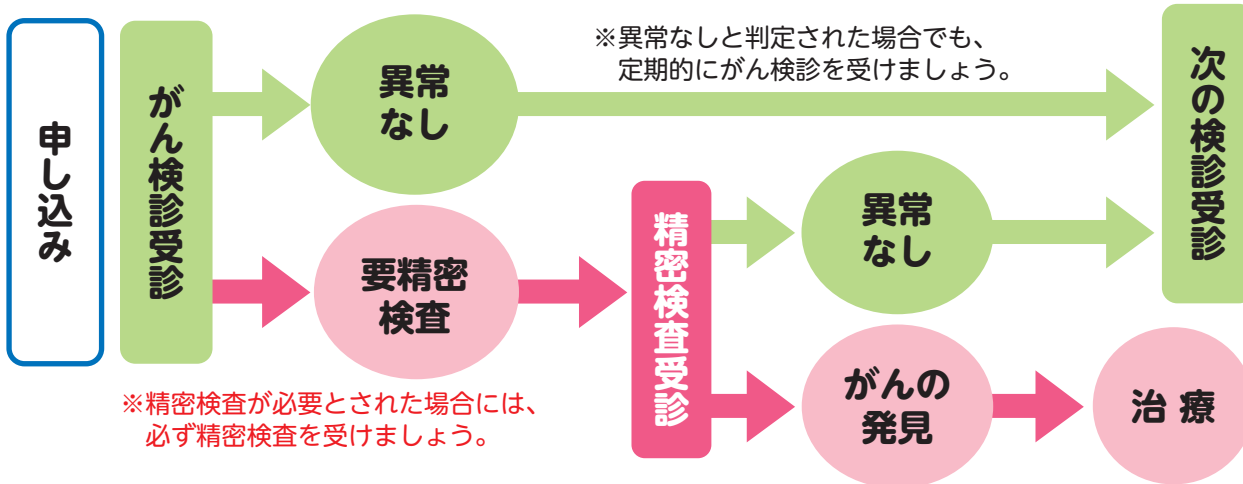 申し込み
がん検診受診
異常
なし
※異常なしと判定された場合でも、
定期的にがん検診を受けましょう。
次の検診受診
要精密
検査
※精密検査が必要とされた場合には、
必ず精密検査を受けましょう。
精密検査受診
異常
なし
がんの
発見
治療